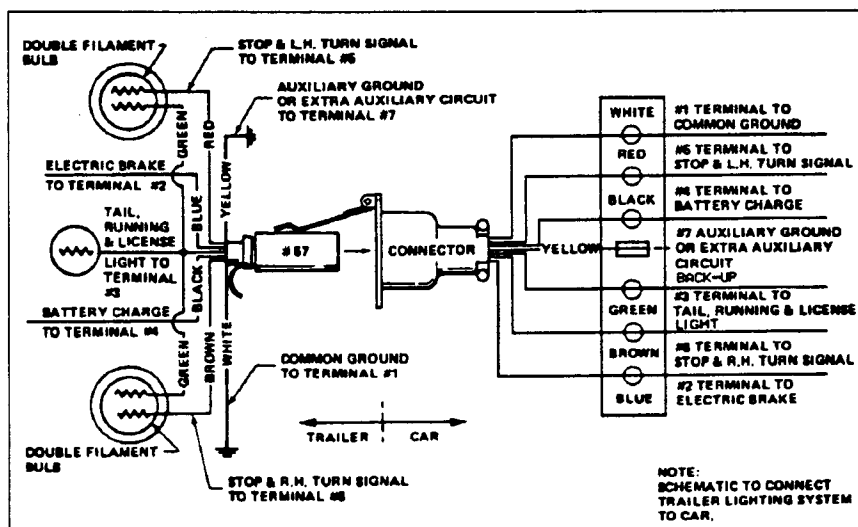 DOUBLE FILAMENT
BULB
STOP & L.H. TURN SIGNAL
TO TERMINAL #5
AUXILIARY GROUND
OR EXTRA AUXILIARY CIRCUIT
TO TERMINAL #7
GREEN
RED
YELLOW
ELECTRIC BRAKE
TO TERMINAL #2
BLUE
TAIL,
RUNNING
& LICENSE
LIGHT TO
TERMINAL
#3
BLACK
BATTERY CHARGE
TO TERMINAL #4
GREEN
BROWN
WHITE
#67
CONNECTOR
YELLOW
COMMON GROUND
TO TERMINAL #1
TRAILER
CAR
DOUBLE FILAMENT
BULB
STOP & R.H. TURN SIGNAL
TO TERMINAL #6
WHITE
#1 TERMINAL TO
COMMON GROUND
RED
#5 TERMINAL TO
STOP & L.H. TURN SIGNAL
BLACK
#4 TERMINAL TO
BATTERY CHARGE
#7 AUXILIARY GROUND
OR EXTRA AUXILIARY
CIRCUIT
BACK-UP
GREEN
#3 TERMINAL TO
TAIL, RUNNING & LICENSE
LIGHT
BROWN
#6 TERMINAL TO
STOP & R.H. TURN SIGNAL
BLUE
#2 TERMINAL TO
ELECTRIC BRAKE
NOTE:
SCHEMATIC TO CONNECT
TRAILER LIGHTING SYSTEM
TO CAR.